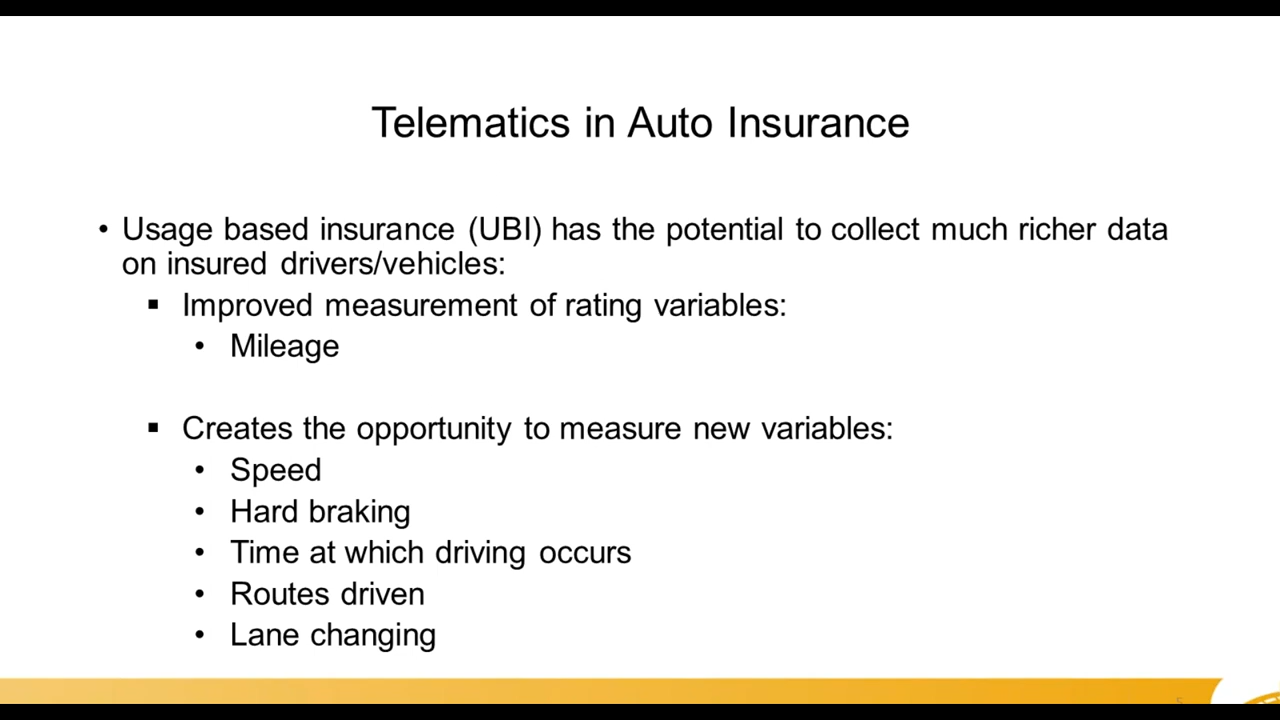 Telematics in Auto Insurance
• Usage based insurance (UBI) has the potential to collect much richer data
on insured drivers/vehicles:
▪ Improved measurement of rating variables:
• Mileage
▪ Creates the opportunity to measure new variables:
• Speed
• Hard braking
• Time at which driving occurs
• Routes driven
• Lane changing